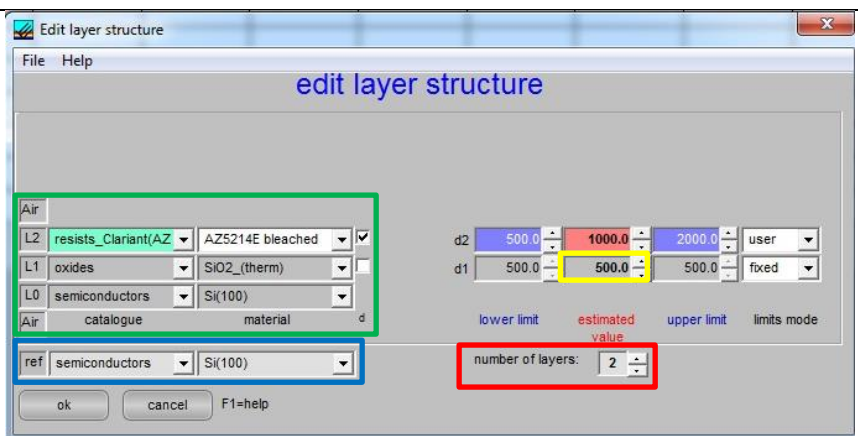 Edit layer structure
File Help
edit layer structure
Air
L2 resists_Clariant(AZ AZ5214E bleached d2 500.0 1000.0 2000.0 user
L1 oxides SiO2_(therm) d1 500.0 500.0 500.0 fixed
L0 semiconductors Si(100)
Air catalogue material d lower limit estimated value upper limit limits mode
ref semiconductors Si(100) number of layers: 2
ok cancel F1=help